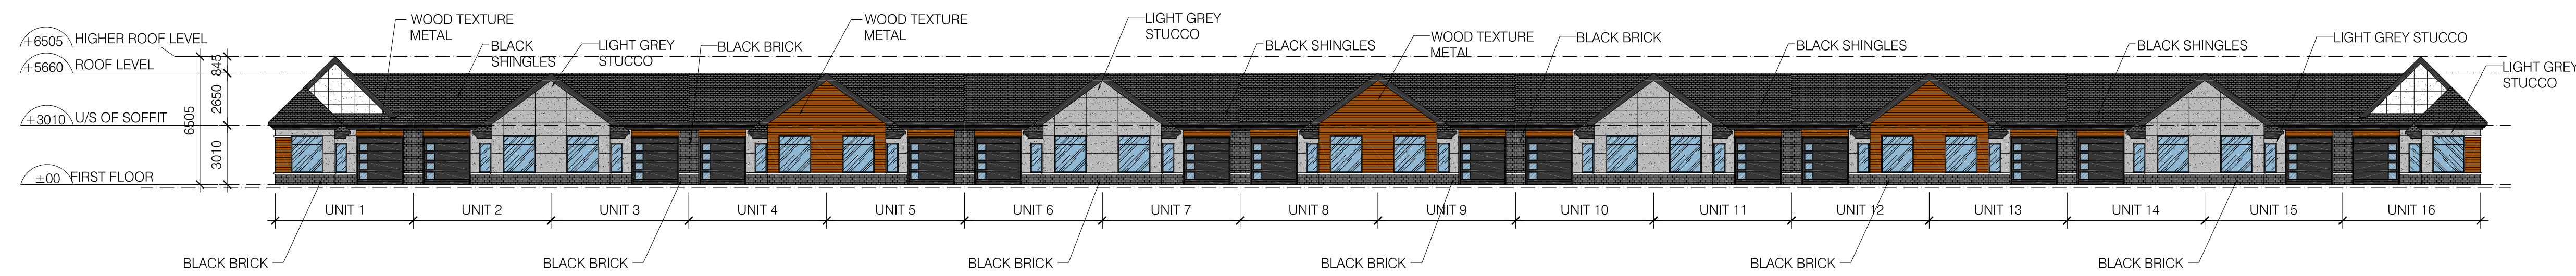 +6505 HIGHER ROOF LEVEL
+5660 ROOF LEVEL
+3010 U/S OF SOFFIT
±00 FIRST FLOOR
6505
845
2650
3010
WOOD TEXTURE
METAL
BLACK
SHINGLES
LIGHT GREY
STUCCO
BLACK BRICK
WOOD TEXTURE
METAL
LIGHT GREY
STUCCO
BLACK SHINGLES
WOOD TEXTURE
METAL
BLACK BRICK
BLACK SHINGLES
BLACK SHINGLES
LIGHT GREY STUCCO
LIGHT GREY
STUCCO
UNIT 1
UNIT 2
UNIT 3
UNIT 4
UNIT 5
UNIT 6
UNIT 7
UNIT 8
UNIT 9
UNIT 10
UNIT 11
UNIT 12
UNIT 13
UNIT 14
UNIT 15
UNIT 16
BLACK BRICK
BLACK BRICK
BLACK BRICK
BLACK BRICK
BLACK BRICK
BLACK BRICK